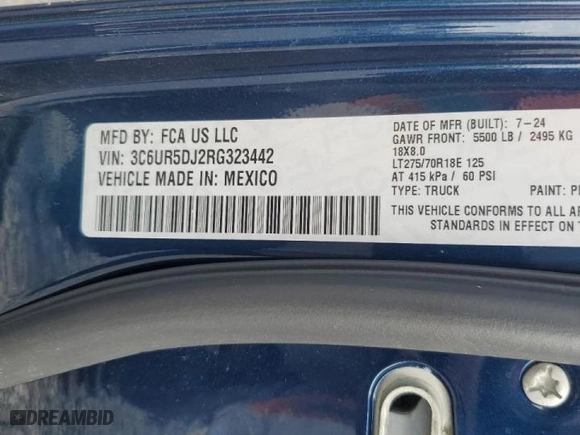 MFD BY: FCA US LLC
VIN: 3C6UR5DJ2RG323442
VEHICLE MADE IN: MEXICO
DATE OF MFR (BUILT): 7-24
GAWR FRONT: 5500 LB / 2495 KG
18X8.0
LT275/70R18E 125
AT 415 kPa / 60 PSI
TYPE: TRUCK PAINT:
THIS VEHICLE CONFORMS TO ALL
STANDARDS IN EFFECT ON
DREAMBID